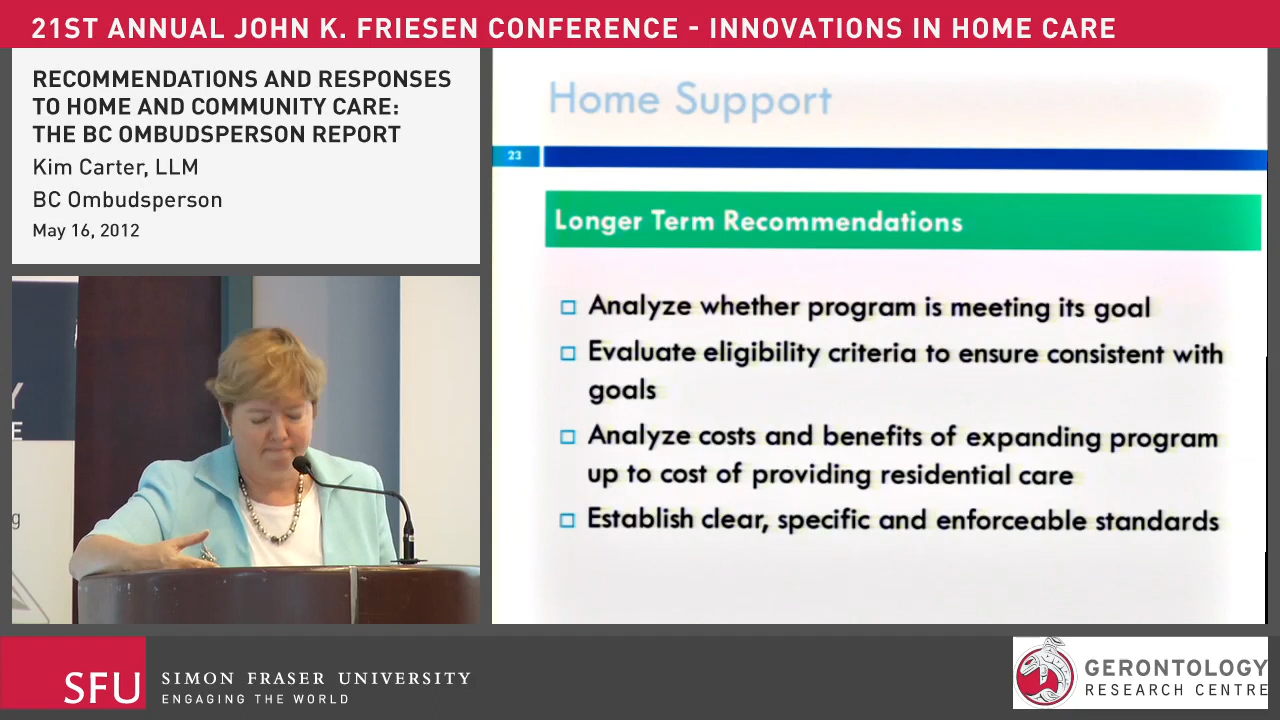 21ST ANNUAL JOHN K. FRIESEN CONFERENCE - INNOVATIONS IN HOME CARE
RECOMMENDATIONS AND RESPONSES
TO HOME AND COMMUNITY CARE:
THE BC OMBUDSPERSON REPORT
Kim Carter, LLM
BC Ombudsperson
May 16, 2012
Home Support
23
Longer Term Recommendations
Analyze whether program is meeting its goal
Evaluate eligibility criteria to ensure consistent with
goals
Analyze costs and benefits of expanding program
up to cost of providing residential care
Establish clear, specific and enforceable standards
Y
E
g
SFU
SIMON FRASER UNIVERSITY
ENGAGING THE WORLD
GERONTOLOGY
RESEARCH CENTRE